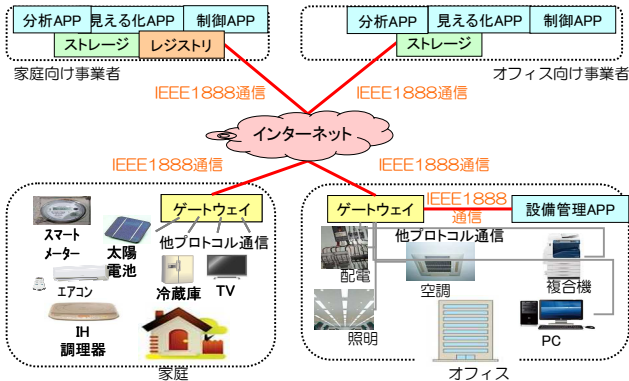 分析APP
見える化APP
制御APP
ストレージ
レジストリ
家庭向け事業者
分析APP
見える化APP
制御APP
ストレージ
オフィス向け事業者
IEEE1888通信
IEEE1888通信
インターネット
IEEE1888通信
IEEE1888通信
ゲートウェイ
他プロトコル通信
スマート
メーター
太陽
電池
エアコン
冷蔵庫
TV
IH
調理器
家庭
ゲートウェイ
IEEE1888
通信
設備管理APP
他プロトコル通信
配電
空調
複合機
照明
PC
オフィス